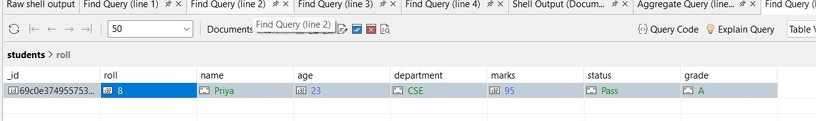 Raw shell output Find Query (line 1) Find Query (line 2) Find Query (line 3) Find Query (line 4) Shell Output (Docum... Aggregate Query (line...
Find Query (line 2)
50 Documents Query Code Explain Query Table V
students > roll
_id roll name age department marks status grade
69c0e374955753... 8 Priya 23 CSE 95 Pass A